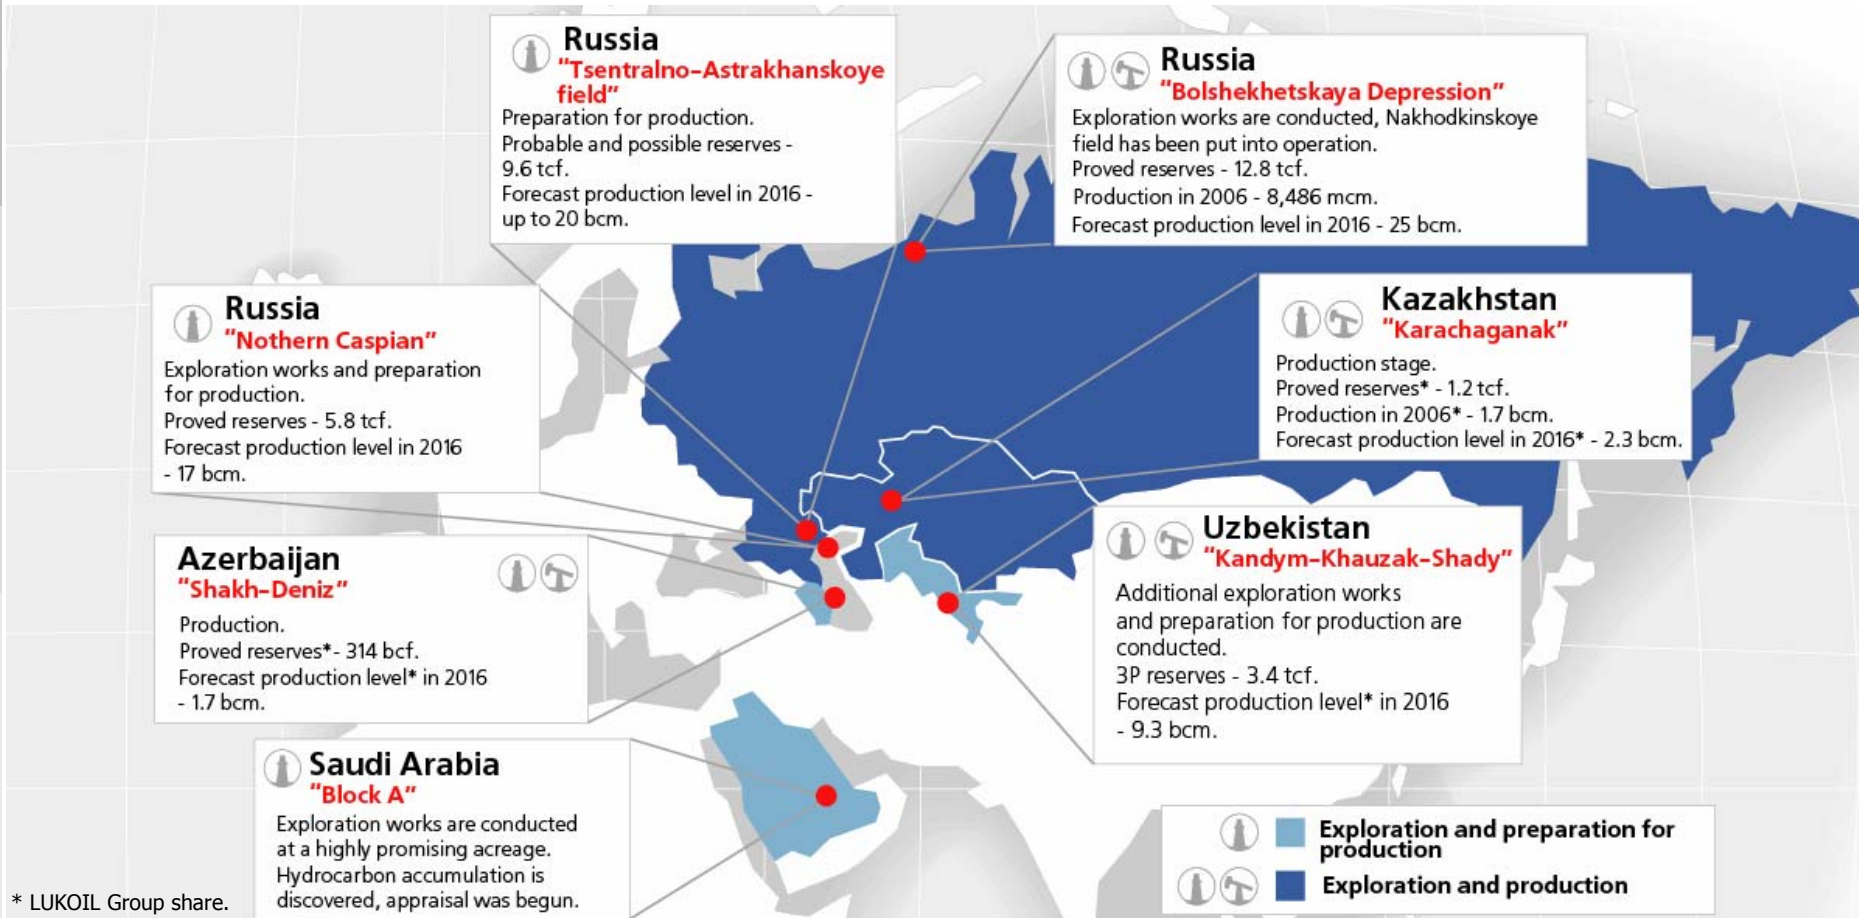 Russia
"Tsentralno-Astrakhanskoye
field"
Preparation for production.
Probable and possible reserves -
9.6 tcf.
Forecast production level in 2016 -
up to 20 bcm.
Russia
"Bolshekhetskaya Depression"
Exploration works are conducted, Nakhodkinskoye
field has been put into operation.
Proved reserves - 12.8 tcf.
Production in 2006 - 8,486 mcm.
Forecast production level in 2016 - 25 bcm.
Russia
"Nothern Caspian"
Exploration works and preparation
for production.
Proved reserves - 5.8 tcf.
Forecast production level in 2016
- 17 bcm.
Kazakhstan
"Karachaganak"
Production stage.
Proved reserves* - 1.2 tcf.
Production in 2006* - 1.7 bcm.
Forecast production level in 2016* - 2.3 bcm.
Azerbaijan
"Shakh-Deniz"
Production.
Proved reserves*- 314 bcf.
Forecast production level* in 2016
- 1.7 bcm.
Uzbekistan
"Kandym-Khauzak-Shady"
Additional exploration works
and preparation for production are
conducted.
3P reserves - 3.4 tcf.
Forecast production level* in 2016
- 9.3 bcm.
Saudi Arabia
"Block A"
Exploration works are conducted
at a highly promising acreage.
Hydrocarbon accumulation is
discovered, appraisal was begun.
Exploration and preparation for
production
Exploration and production
* LUKOIL Group share.